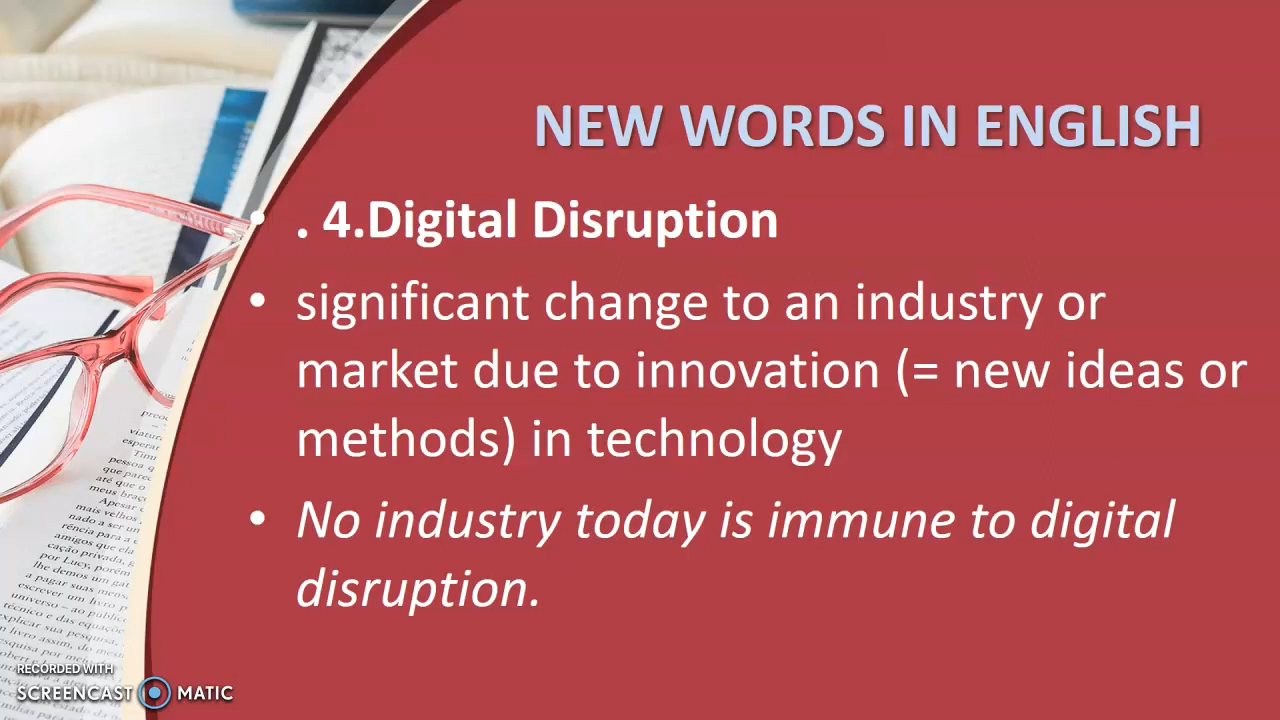 NEW WORDS IN ENGLISH
• . 4.Digital Disruption
• significant change to an industry or
market due to innovation (= new ideas or
methods) in technology
• No industry today is immune to digital
disruption.
RECORDED WITH
SCREENCAST MATIC